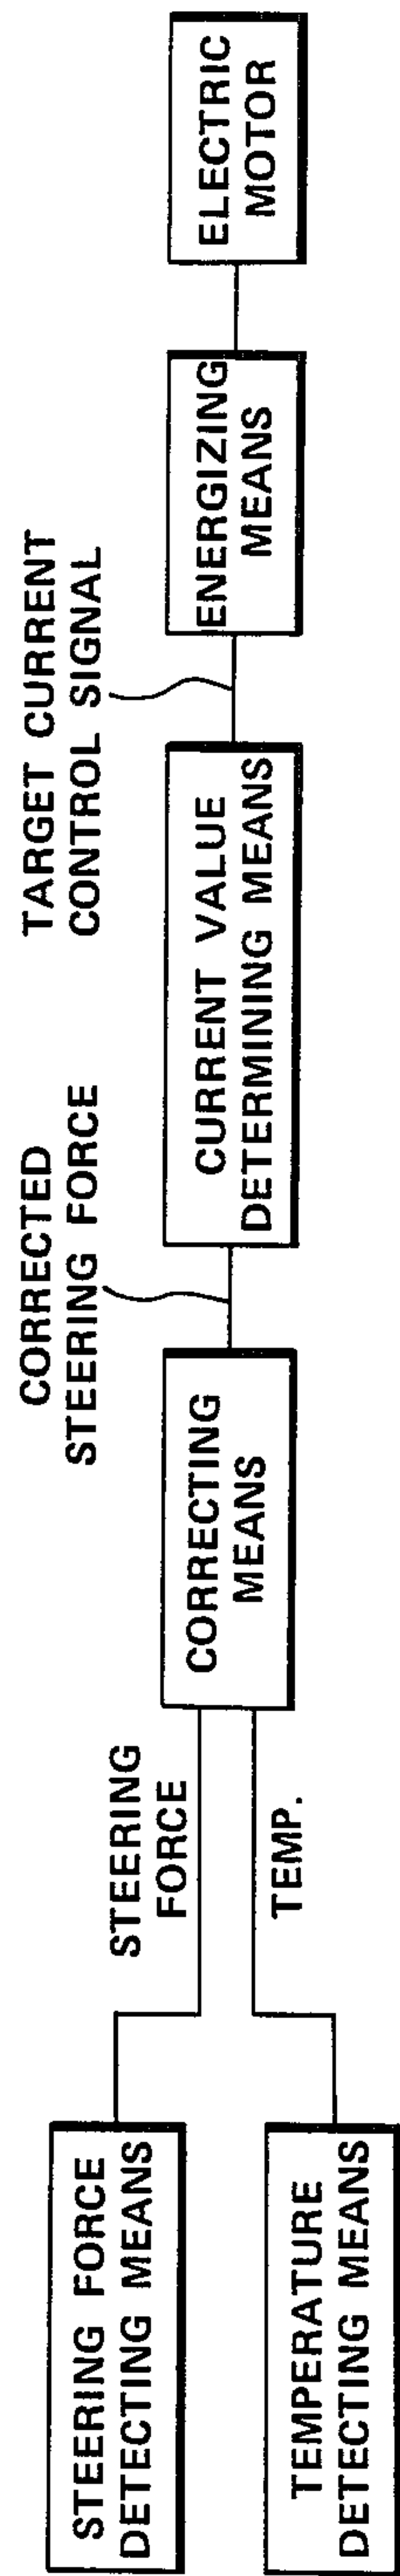 STEERING FORCE
DETECTING MEANS
TEMPERATURE
DETECTING MEANS
STEERING
FORCE
TEMP.
CORRECTING
MEANS
CORRECTED
STEERING FORCE
CURRENT VALUE
DETERMINING MEANS
TARGET CURRENT
CONTROL SIGNAL
ENERGIZING
MEANS
ELECTRIC
MOTOR